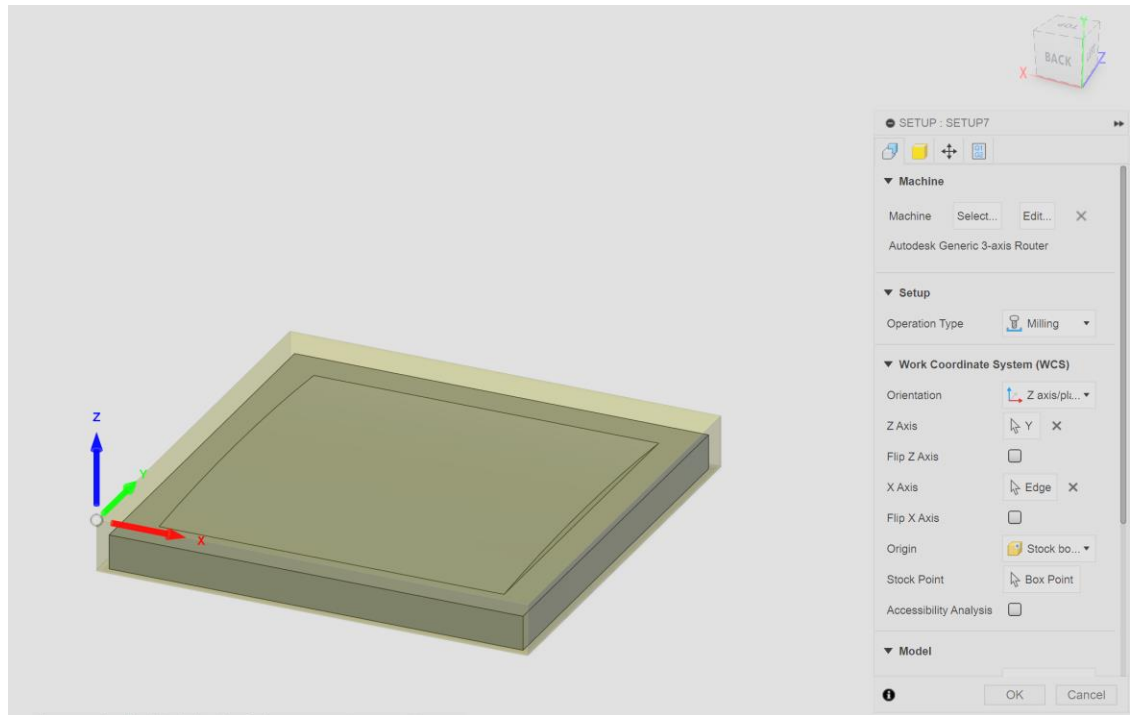 TOP
BACK
X
Y
Z
SETUP : SETUP7
Machine
Machine Select... Edit...
Autodesk Generic 3-axis Router
Setup
Operation Type Milling
Work Coordinate System (WCS)
Orientation Z axis/pl...
Z Axis Y
Flip Z Axis
X Axis Edge
Flip X Axis
Origin Stock bo...
Stock Point Box Point
Accessibility Analysis
Model
OK Cancel
Z
Y
X